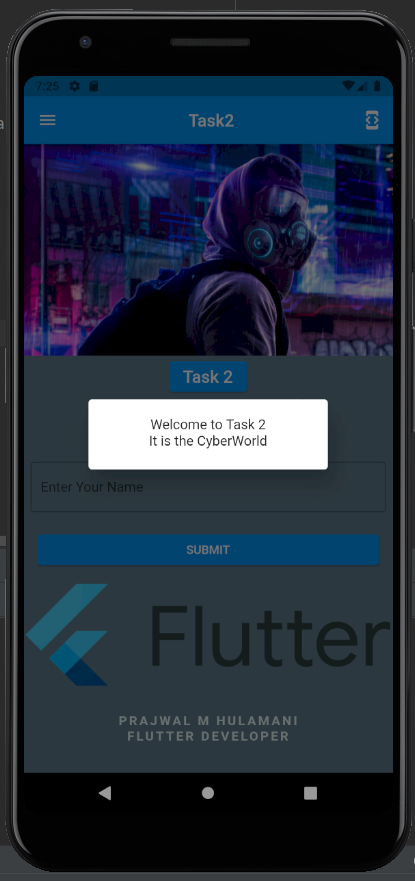 7:25
Task2
Task 2
Welcome to Task 2
It is the CyberWorld
Enter Your Name
SUBMIT
Flutter
PRAJWAL M HULAMANI
FLUTTER DEVELOPER